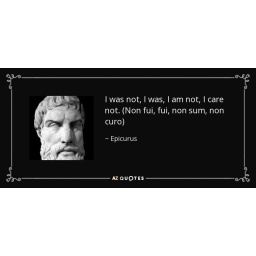 I was not, I was, I am not, I care
not. (Non fui, fui, non sum, non
curo)
~ Epicurus
AZ QUOTES